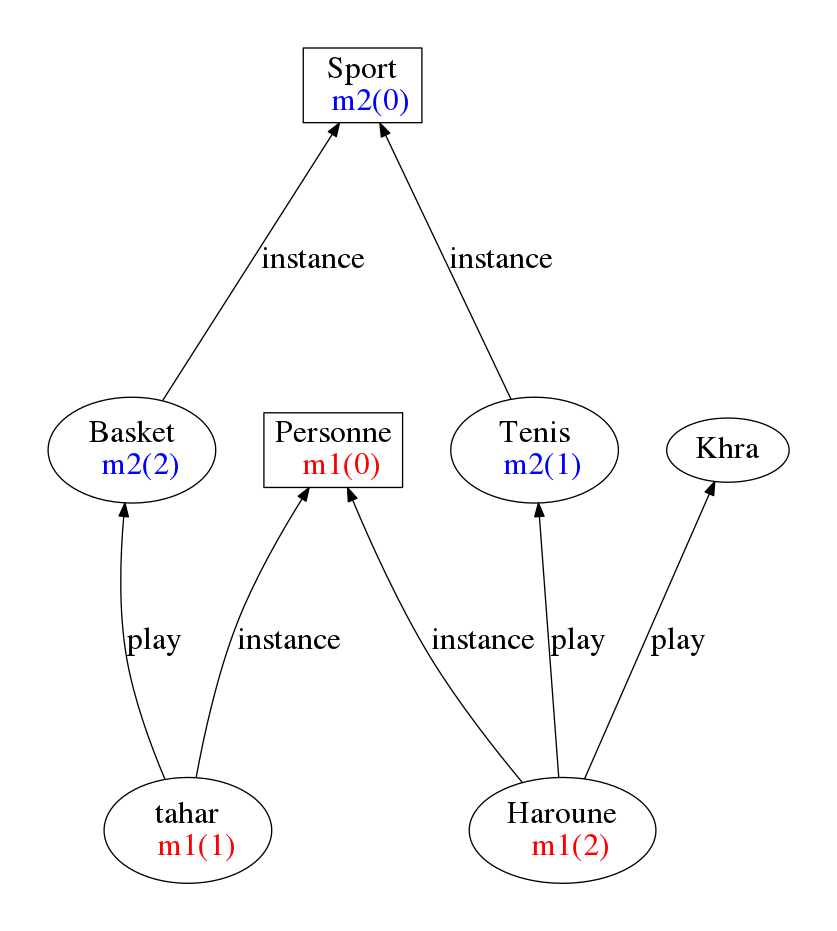 Sport
m2(0)
instance
instance
Basket
m2(2)
Personne
m1(0)
Tenis
m2(1)
Khra
play
instance
instance
play
play
tahar
m1(1)
Haroune
m1(2)